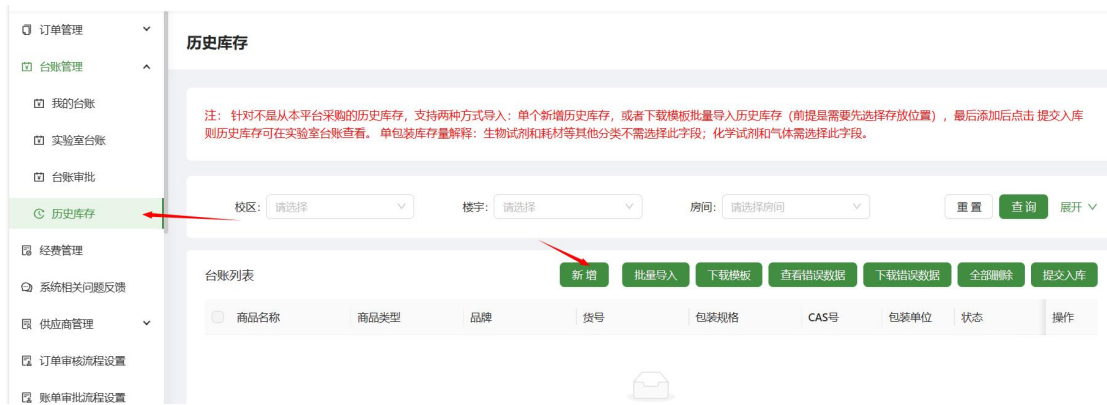 订单管理
台账管理
我的台账
实验室台账
台账审批
历史库存
经费管理
系统相关问题反馈
供应商管理
订单审核流程设置
账单审批流程设置
历史库存
注： 针对不是从本平台采购的历史库存，支持两种方式导入：单个新增历史库存，或者下载模板批量导入历史库存（前提是需要先选择存放位置），最后添加后点击 提交入库
则历史库存可在实验室台账查看。 单包装库存量解释：生物试剂和耗材等其他分类不需选择此字段；化学试剂和气体需选择此字段。
校区： 请选择 楼宇： 请选择 房间： 请选择房间 重 置 查 询 展开
台账列表 新 增 批量导入 下载模板 查看错误数据 下载错误数据 全部删除 提交入库
商品名称 商品类型 品牌 货号 包装规格 CAS号 包装单位 状态 操作